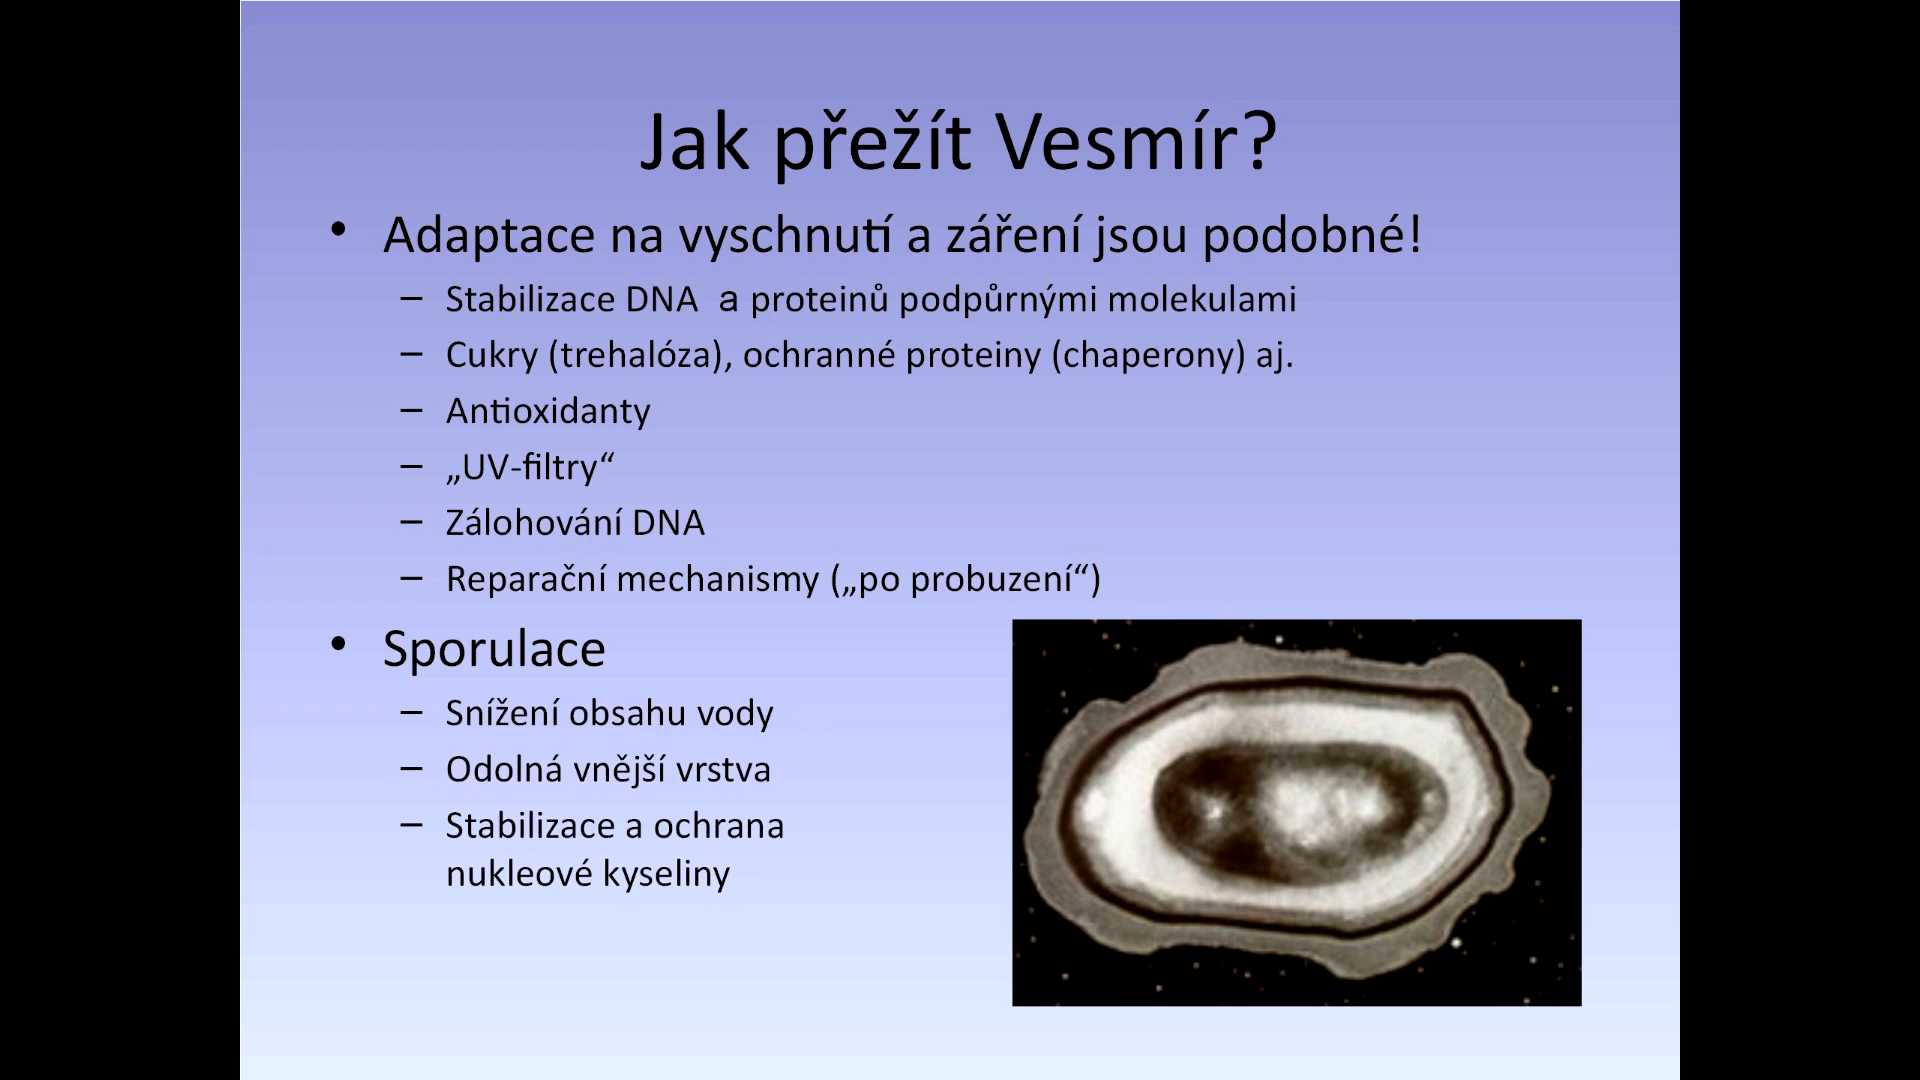 Jak přežít Vesmír?
• Adaptace na vyschnutí a záření jsou podobné!
– Stabilizace DNA  a proteinů podpůrnými molekulami
– Cukry (trehalóza), ochranné proteiny (chaperony) aj.
– Antioxidanty
– „UV-filtry“
– Zálohování DNA
– Reparační mechanismy („po probuzení“)
• Sporulace
– Snížení obsahu vody
– Odolná vnější vrstva
– Stabilizace a ochrana
nukleové kyseliny